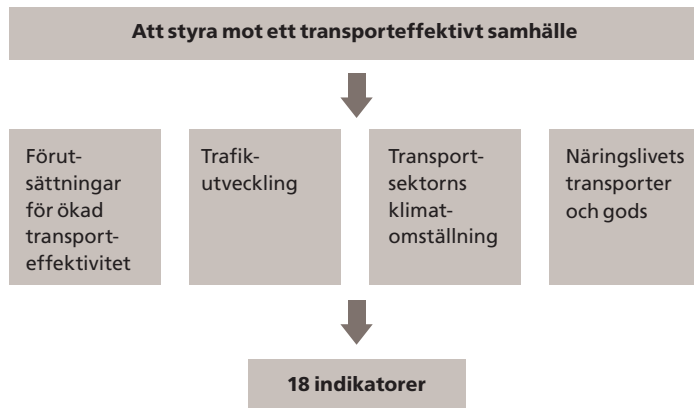 Att styra mot ett transporteffektivt samhälle
Förut-
sättningar
för ökad
transport-
effektivitet
Trafik-
utveckling
Transport-
sektorns
klimat-
omställning
Näringslivets
transporter
och gods
18 indikatorer